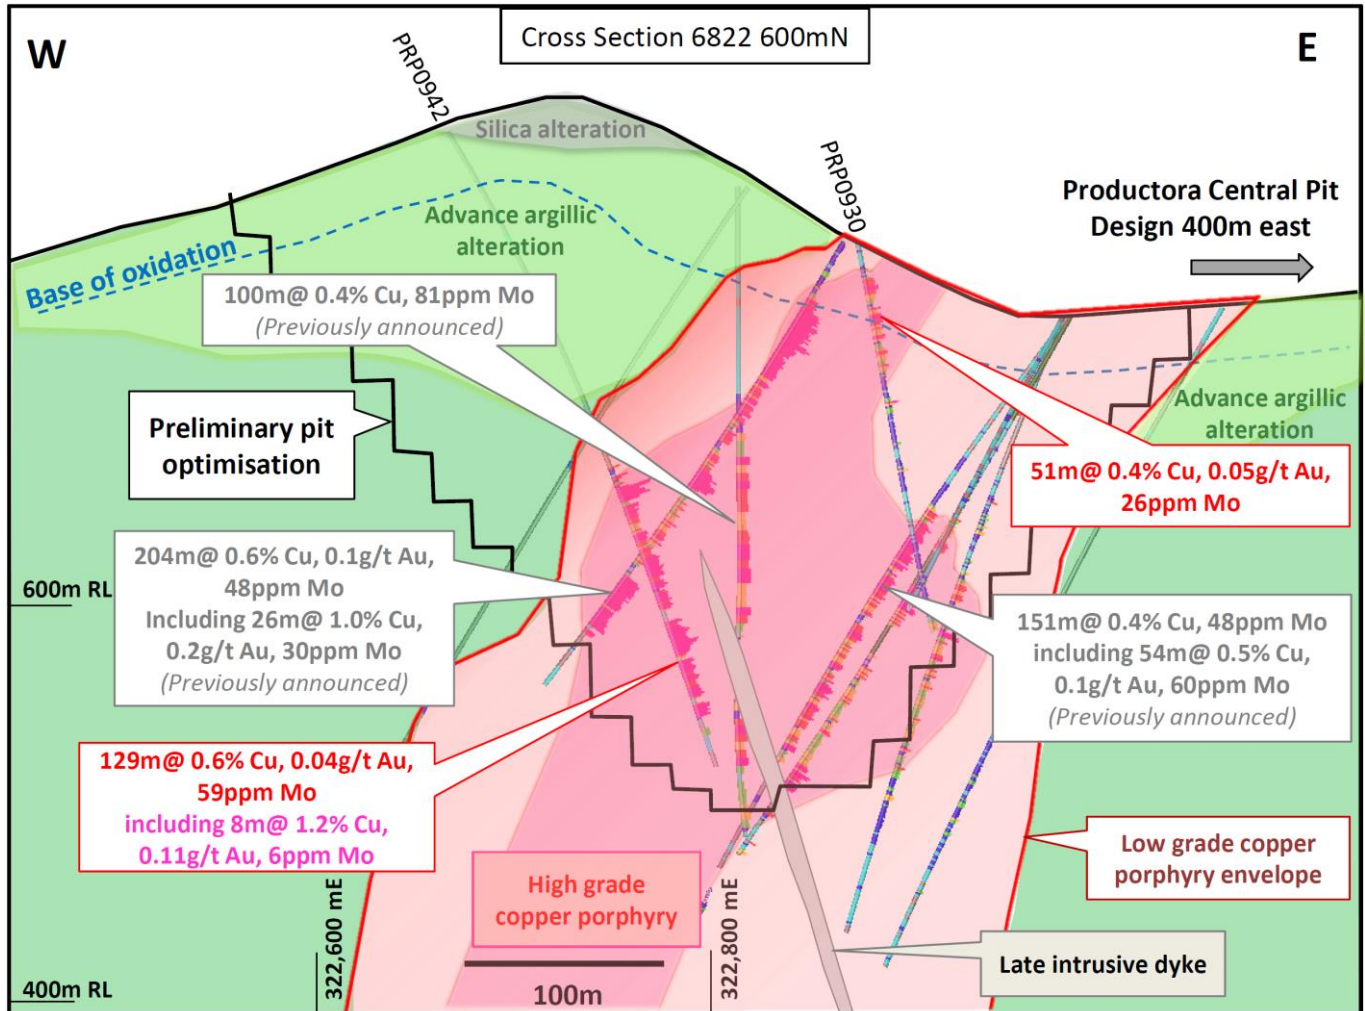 Cross Section 6822 600mN
W
E
PRP0942
Silica alteration
PRP0930
Productora Central Pit
Design 400m east
Advance argillic
alteration
Base of oxidation
100m@ 0.4% Cu, 81ppm Mo
(Previously announced)
Preliminary pit
optimisation
Advance argillic
alteration
51m@ 0.4% Cu, 0.05g/t Au,
26ppm Mo
204m@ 0.6% Cu, 0.1g/t Au,
48ppm Mo
Including 26m@ 1.0% Cu,
0.2g/t Au, 30ppm Mo
(Previously announced)
600m RL
151m@ 0.4% Cu, 48ppm Mo
including 54m@ 0.5% Cu,
0.1g/t Au, 60ppm Mo
(Previously announced)
129m@ 0.6% Cu, 0.04g/t Au,
59ppm Mo
including 8m@ 1.2% Cu,
0.11g/t Au, 6ppm Mo
Low grade copper
porphyry envelope
High grade
copper porphyry
322,600 mE
322,800 mE
Late intrusive dyke
400m RL
100m